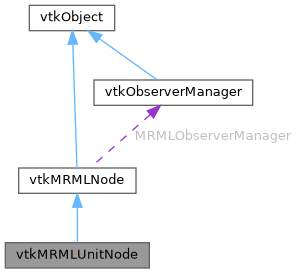 vtkObject
vtkObserverManager
MRMLObserverManager
vtkMRMLNode
vtkMRMLUnitNode